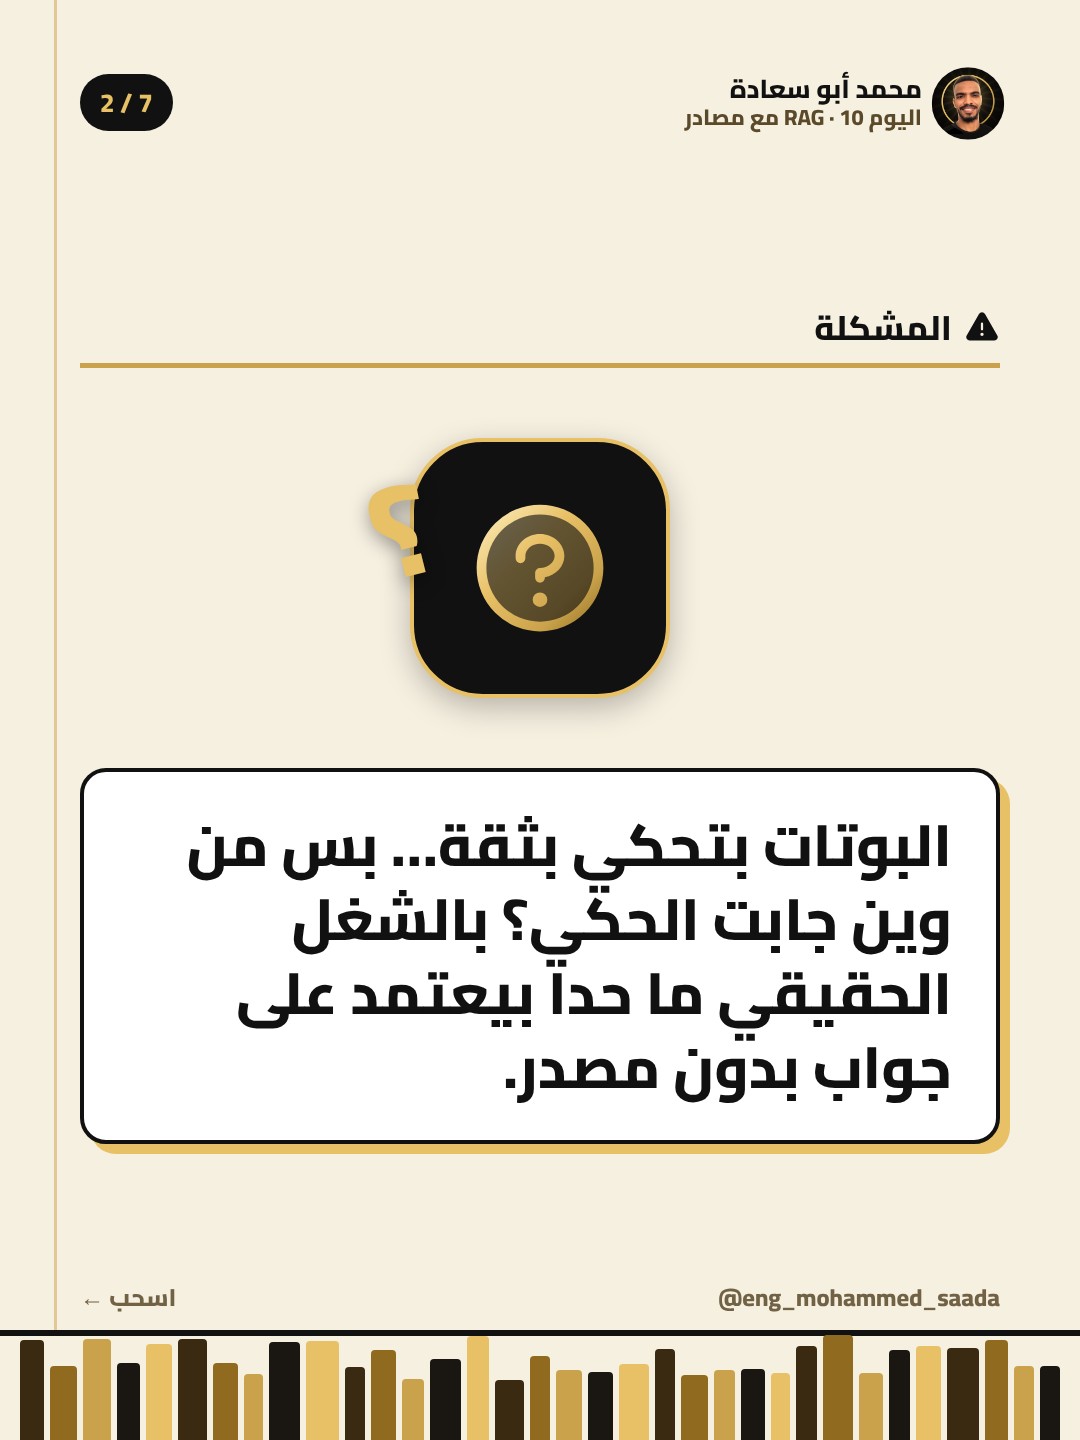 محمد أبو سعادة
اليوم 10 · RAG مع مصادر
2 / 7
المشكلة
؟
?
البوتات بتحكي بثقة... بس من
وين جابت الحكي؟ بالشغل
الحقيقي ما حدا بيعتمد على
جواب بدون مصدر.
@eng_mohammed_saada
اسحب ←